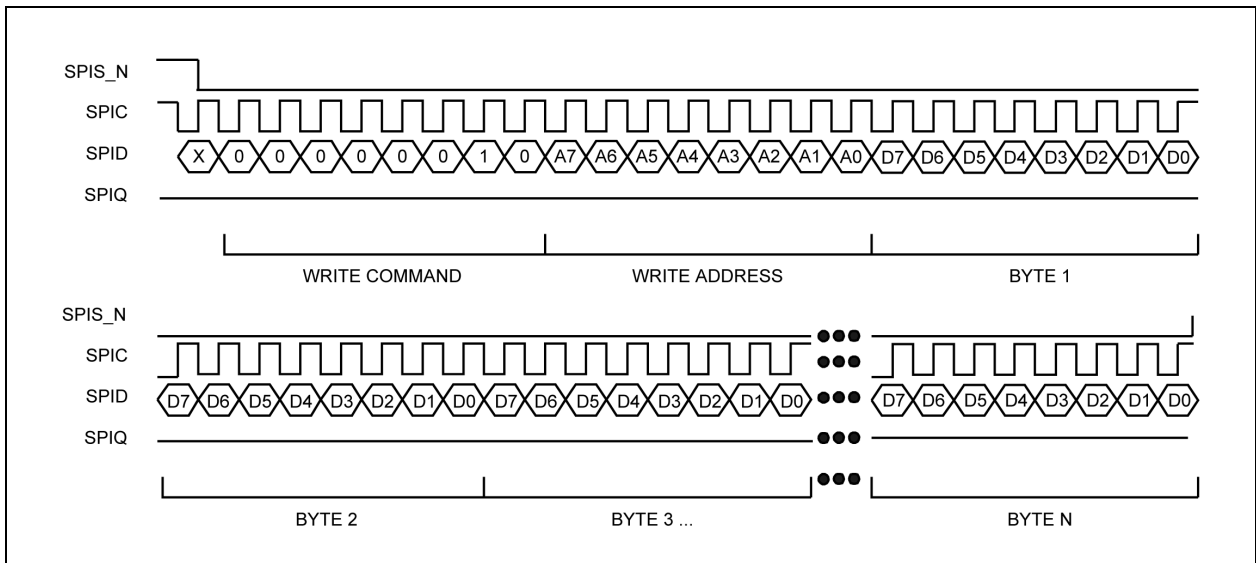 SPIS_N
SPIC
SPID X 0 0 0 0 0 0 1 0 A7 A6 A5 A4 A3 A2 A1 A0 D7 D6 D5 D4 D3 D2 D1 D0
SPIQ
WRITE COMMAND WRITE ADDRESS BYTE 1
SPIS_N
SPIC
SPID D7 D6 D5 D4 D3 D2 D1 D0 D7 D6 D5 D4 D3 D2 D1 D0 D7 D6 D5 D4 D3 D2 D1 D0
SPIQ
BYTE 2 BYTE 3 ... BYTE N